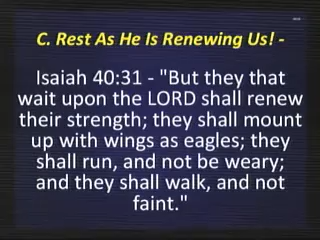 C. Rest As He Is Renewing Us! -
Isaiah 40:31 - "But they that
wait upon the LORD shall renew
their strength; they shall mount
up with wings as eagles; they
shall run, and not be weary;
and they shall walk, and not
faint."